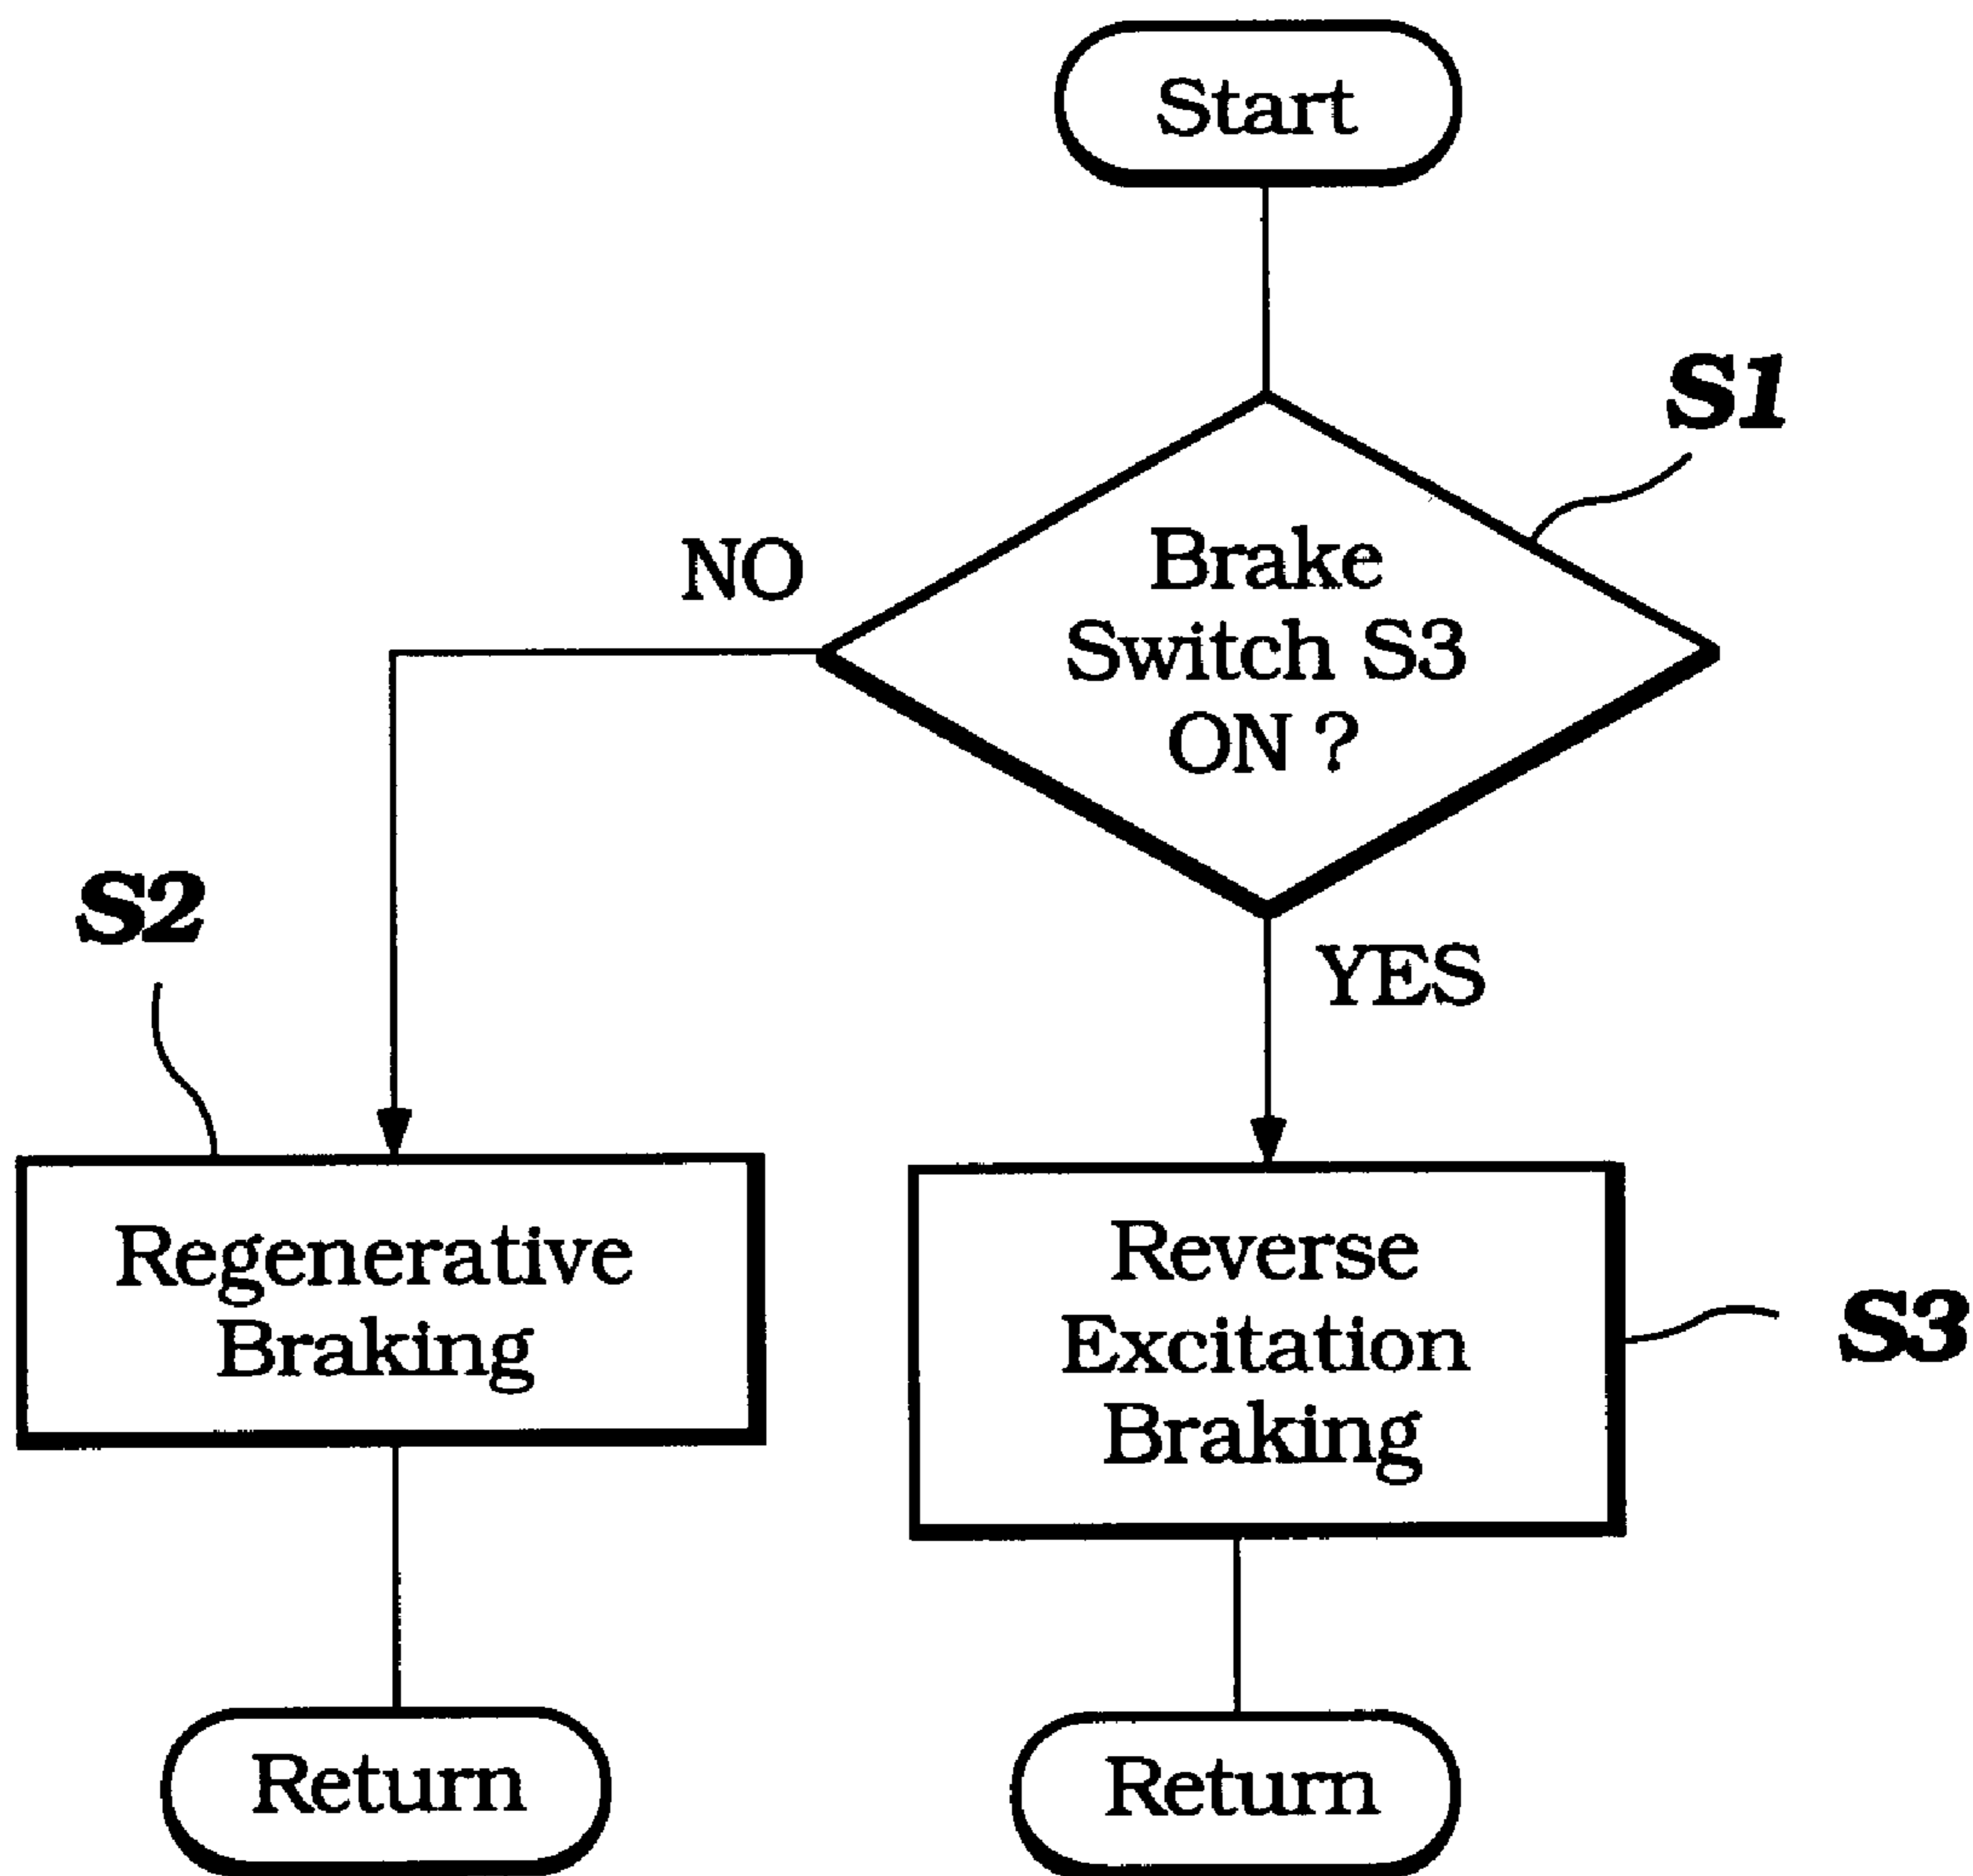 Start
S1
NO
Brake
Switch S3
ON ?
YES
S2
Regenerative
Braking
Reverse
Excitation
Braking
S3
Return
Return